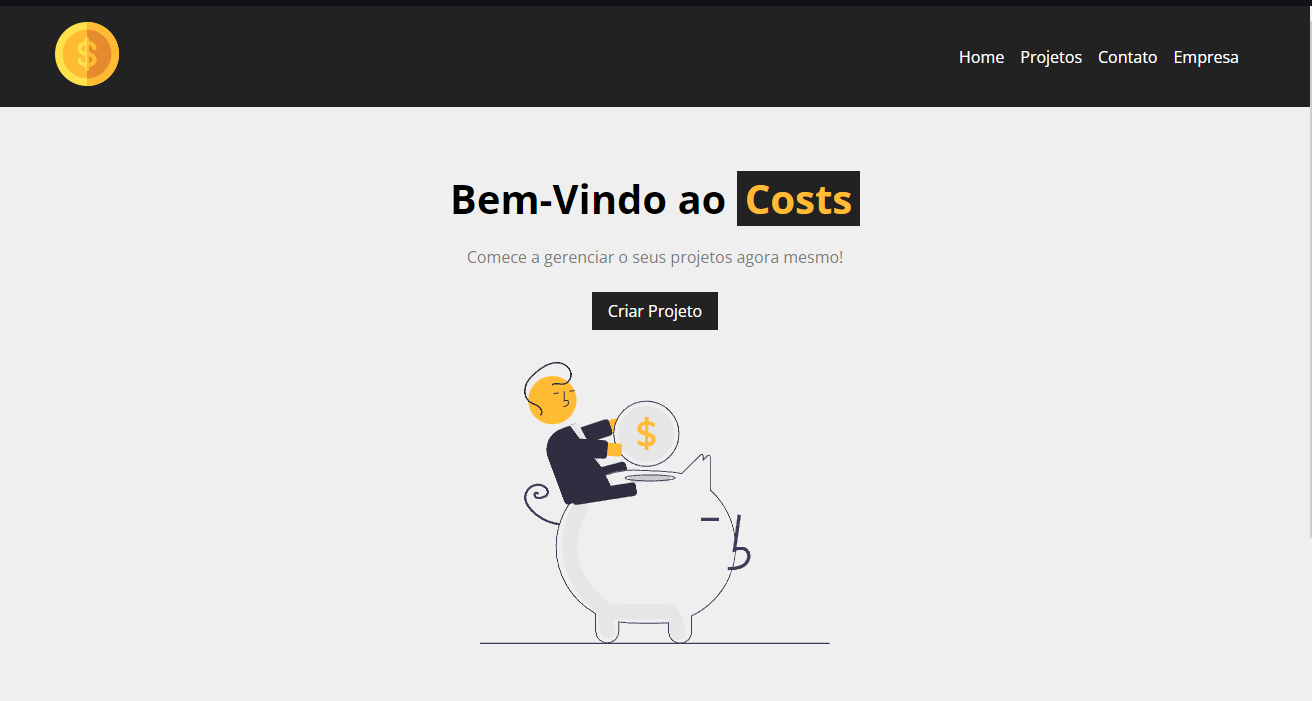 $
Home Projetos Contato Empresa
Bem-Vindo ao Costs
Comece a gerenciar o seus projetos agora mesmo!
Criar Projeto
$